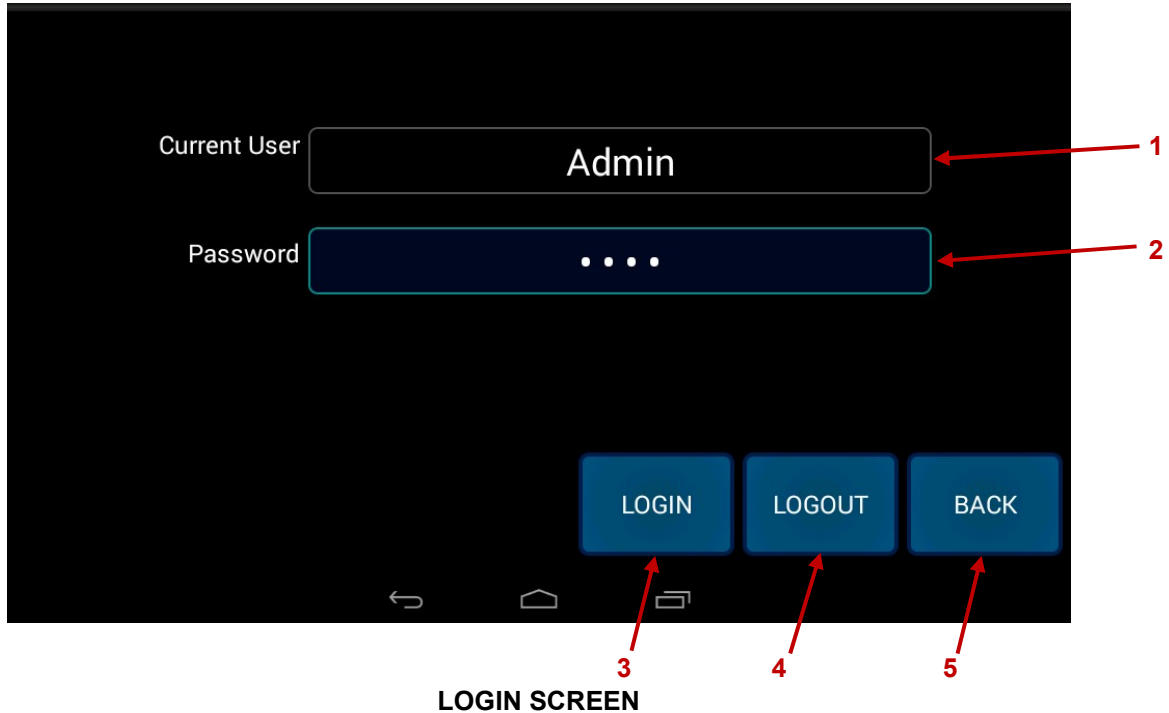 Current User Admin 1
Password •••• 2
LOGIN LOGOUT BACK
3 4 5
LOGIN SCREEN